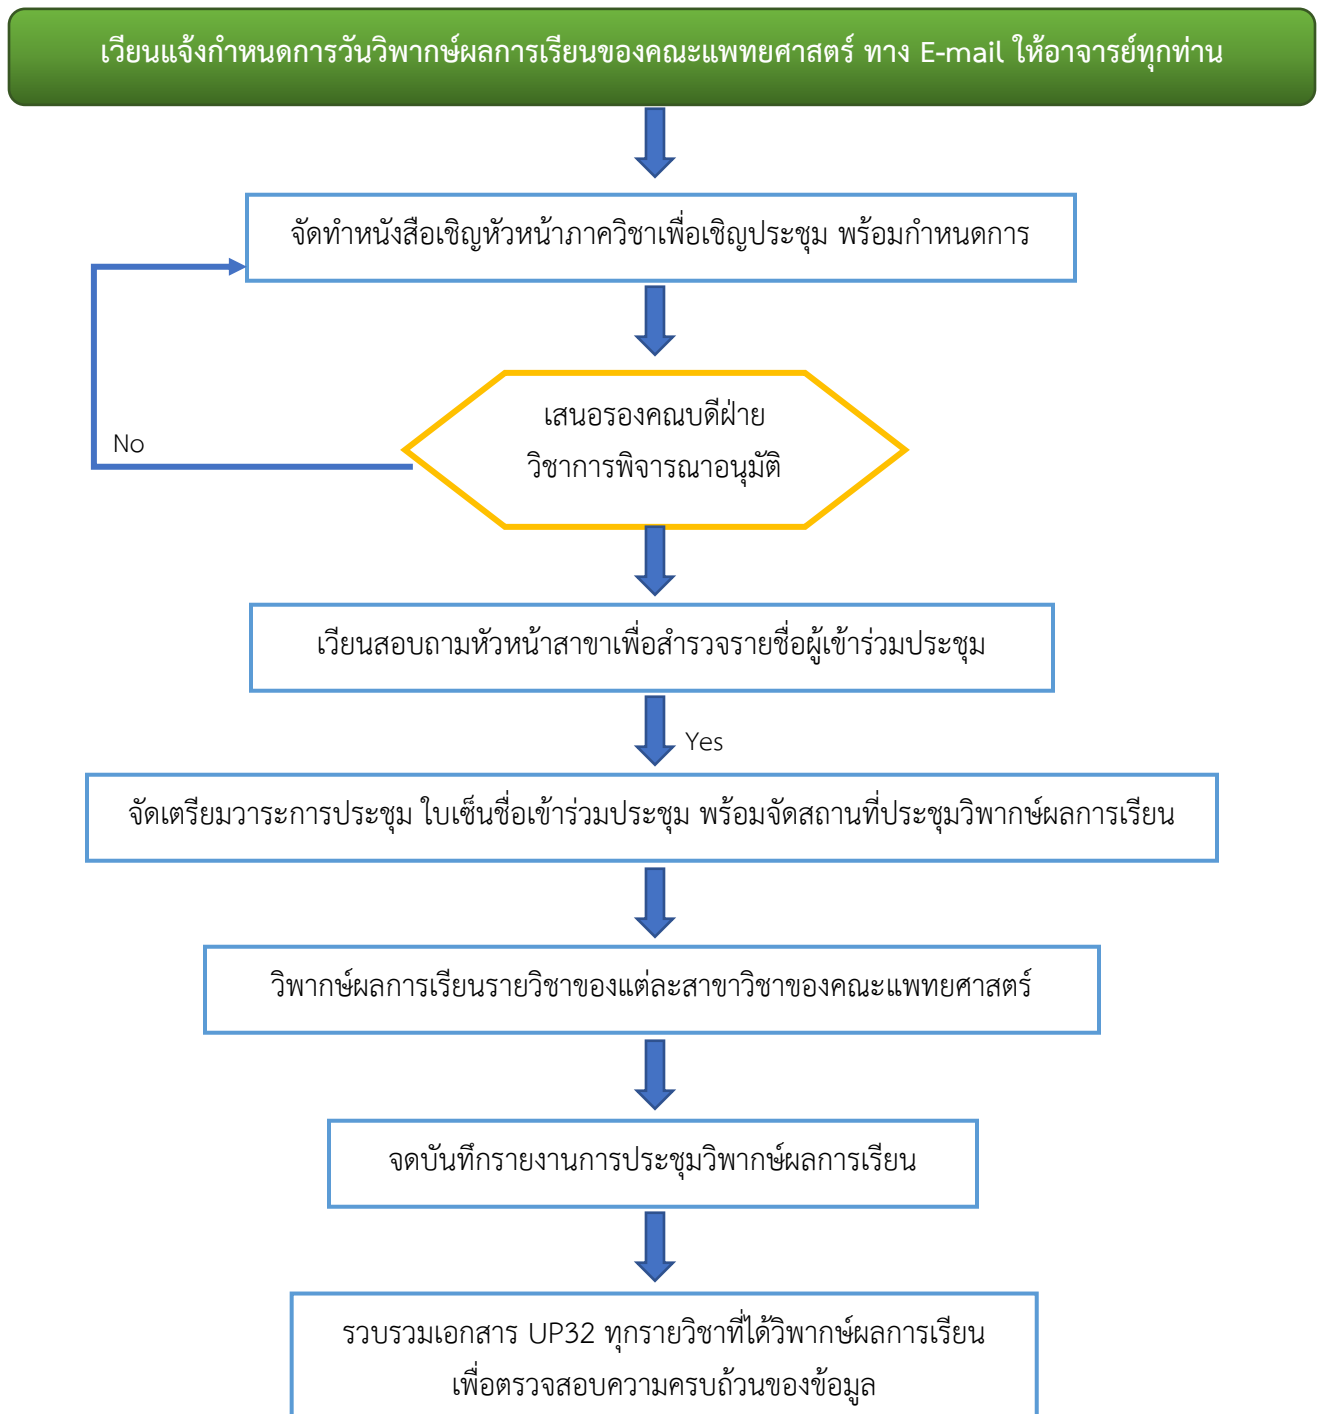 เวียนแจ้งกำหนดการวันวิพากษ์ผลการเรียนของคณะแพทยศาสตร์ ทาง E-mail ให้อาจารย์ทุกท่าน
จัดทำหนังสือเชิญหัวหน้าภาควิชาเพื่อเชิญประชุม พร้อมกำหนดการ
เสนอรองคณบดีฝ่าย
วิชาการพิจารณาอนุมัติ
No
เวียนสอบถามหัวหน้าสาขาเพื่อสำรวจรายชื่อผู้เข้าร่วมประชุม
Yes
จัดเตรียมวาระการประชุม ใบเซ็นชื่อเข้าร่วมประชุม พร้อมจัดสถานที่ประชุมวิพากษ์ผลการเรียน
วิพากษ์ผลการเรียนรายวิชาของแต่ละสาขาวิชาของคณะแพทยศาสตร์
จดบันทึกรายงานการประชุมวิพากษ์ผลการเรียน
รวบรวมเอกสาร UP32 ทุกรายวิชาที่ได้วิพากษ์ผลการเรียน
เพื่อตรวจสอบความครบถ้วนของข้อมูล